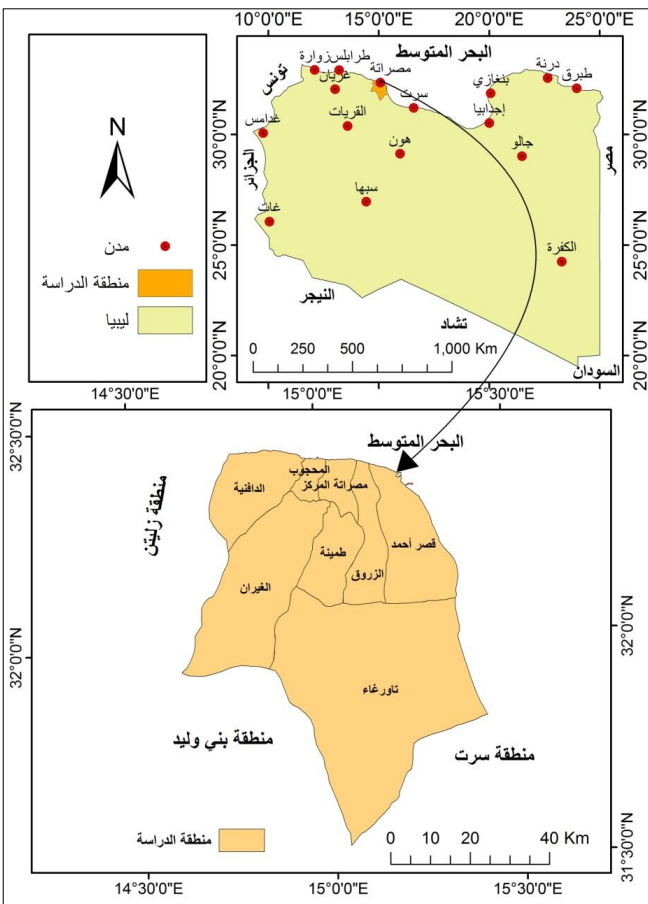 10°0'0"E 15°0'0"E 20°0'0"E 25°0'0"E
البحر المتوسط
زوارة طرابلس مصراتة
غريان
سرت
بنغازي
درنة
طبرق
إجدابيا
تونس
غدامس
القريات
هون
جالو
الجزائر
سبها
مصر
غات
الكفرة
النيجر
تشاد
السودان
0 250 500 1,000 Km
30°0'0"N
25°0'0"N
20°0'0"N
30°0'0"N
25°0'0"N
20°0'0"N
N
مدن
منطقة الدراسة
ليبيا
14°30'0"E 15°0'0"E 15°30'0"E
البحر المتوسط
المحجوب
الدافنية
مصراتة المركز
منطقة زليتن
طمينة
قصر أحمد
الزروق
الغيران
تاورغاء
منطقة بني وليد
منطقة سرت
منطقة الدراسة
0 10 20 40 Km
32°30'0"N
32°0'0"N
32°0'0"N
31°30'0"N
14°30'0"E 15°0'0"E 15°30'0"E